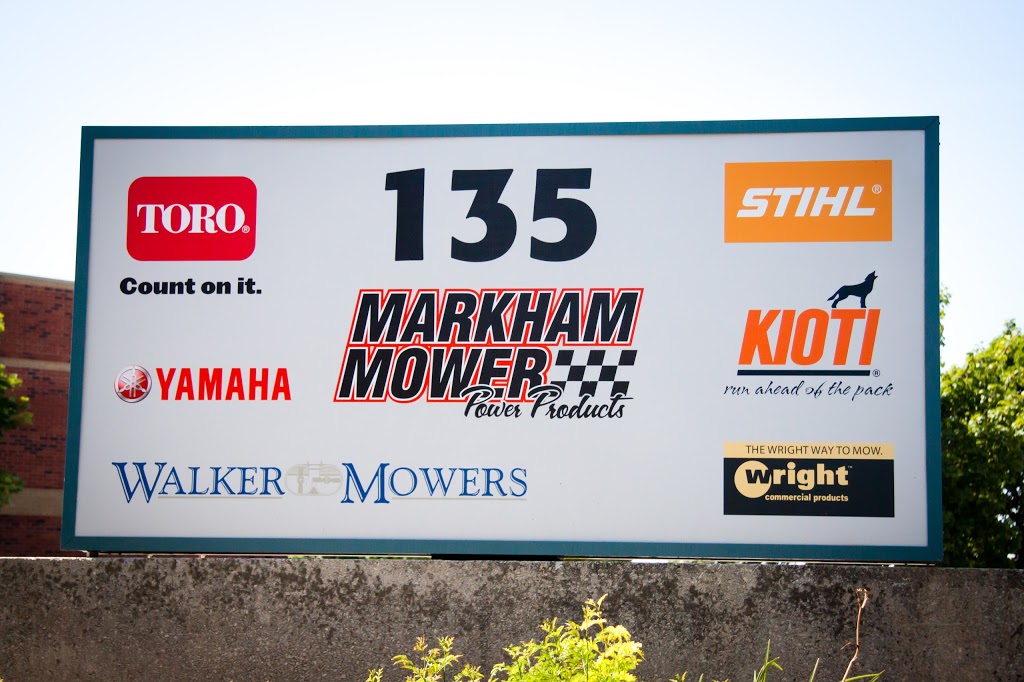 135
MARKHAM
MOWER
Power Products
TORO®
Count on it.
YAMAHA
WALKER MOWERS
STIHL®
KIOTI®
run ahead of the pack
THE WRIGHT WAY TO MOW.
wright™
commercial products